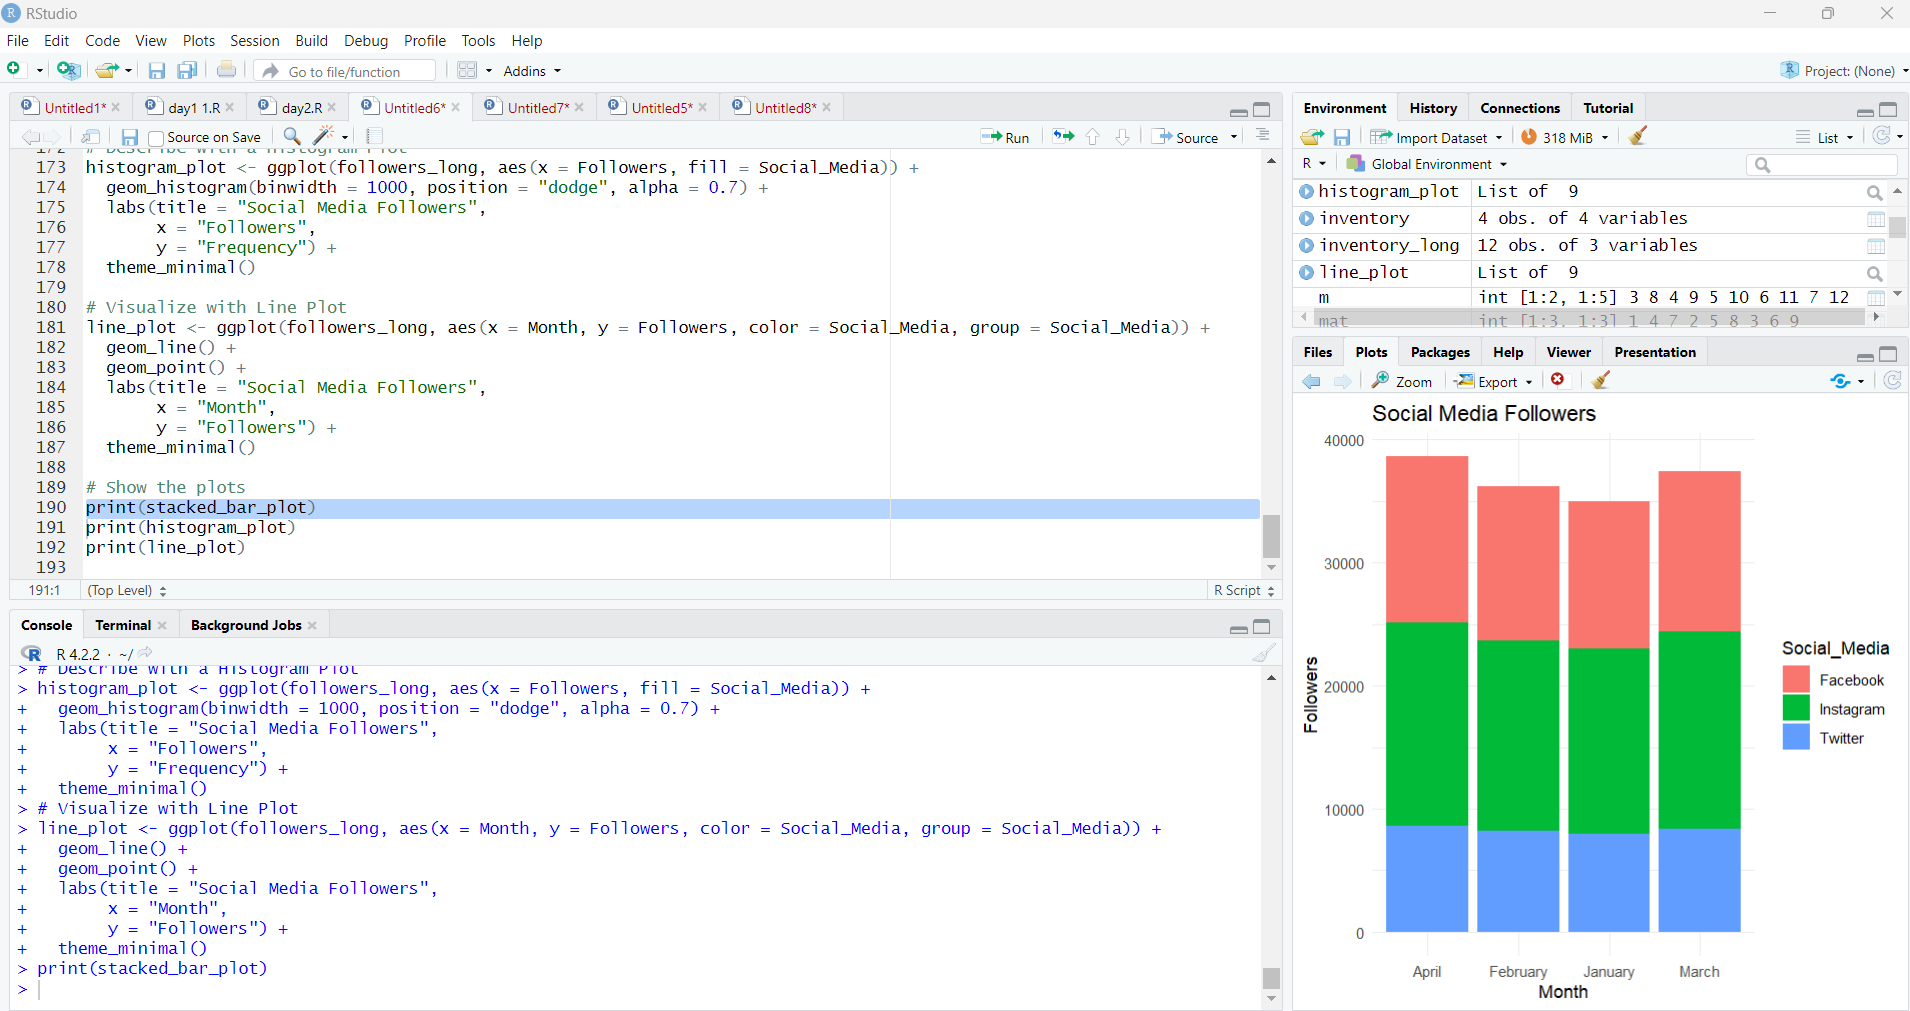 RStudio
File Edit Code View Plots Session Build Debug Profile Tools Help
Go to file/function Addins Project: (None)
Untitled1* day1 1.R day2.R Untitled6* Untitled7* Untitled5* Untitled8*
Source on Save Run Source
172 # Describe with a Histogram Plot
173 histogram_plot <- ggplot(followers_long, aes(x = Followers, fill = Social_Media)) +
174 geom_histogram(binwidth = 1000, position = "dodge", alpha = 0.7) +
175 labs(title = "Social Media Followers",
176 x = "Followers",
177 y = "Frequency") +
178 theme_minimal()
179
180 # Visualize with Line Plot
181 line_plot <- ggplot(followers_long, aes(x = Month, y = Followers, color = Social_Media, group = Social_Media)) +
182 geom_line() +
183 geom_point() +
184 labs(title = "Social Media Followers",
185 x = "Month",
186 y = "Followers") +
187 theme_minimal()
188
189 # Show the plots
190 print(stacked_bar_plot)
191 print(histogram_plot)
192 print(line_plot)
193
191:1 (Top Level) R Script
Console Terminal Background Jobs
R 4.2.2 · ~/
> # Describe with a Histogram Plot
> histogram_plot <- ggplot(followers_long, aes(x = Followers, fill = Social_Media)) +
+ geom_histogram(binwidth = 1000, position = "dodge", alpha = 0.7) +
+ labs(title = "Social Media Followers",
+ x = "Followers",
+ y = "Frequency") +
+ theme_minimal()
> # Visualize with Line Plot
> line_plot <- ggplot(followers_long, aes(x = Month, y = Followers, color = Social_Media, group = Social_Media)) +
+ geom_line() +
+ geom_point() +
+ labs(title = "Social Media Followers",
+ x = "Month",
+ y = "Followers") +
+ theme_minimal()
> print(stacked_bar_plot)
>
Environment History Connections Tutorial
Import Dataset 318 MiB List
R Global Environment
histogram_plot List of 9
inventory 4 obs. of 4 variables
inventory_long 12 obs. of 3 variables
line_plot List of 9
m int [1:2, 1:5] 3 8 4 9 5 10 6 11 7 12
mat int [1:3, 1:3] 1 4 7 2 5 8 3 6 9
Files Plots Packages Help Viewer Presentation
Zoom Export
Social Media Followers
40000
30000
20000
10000
0
Followers
April February January March
Month
Social_Media
Facebook
Instagram
Twitter